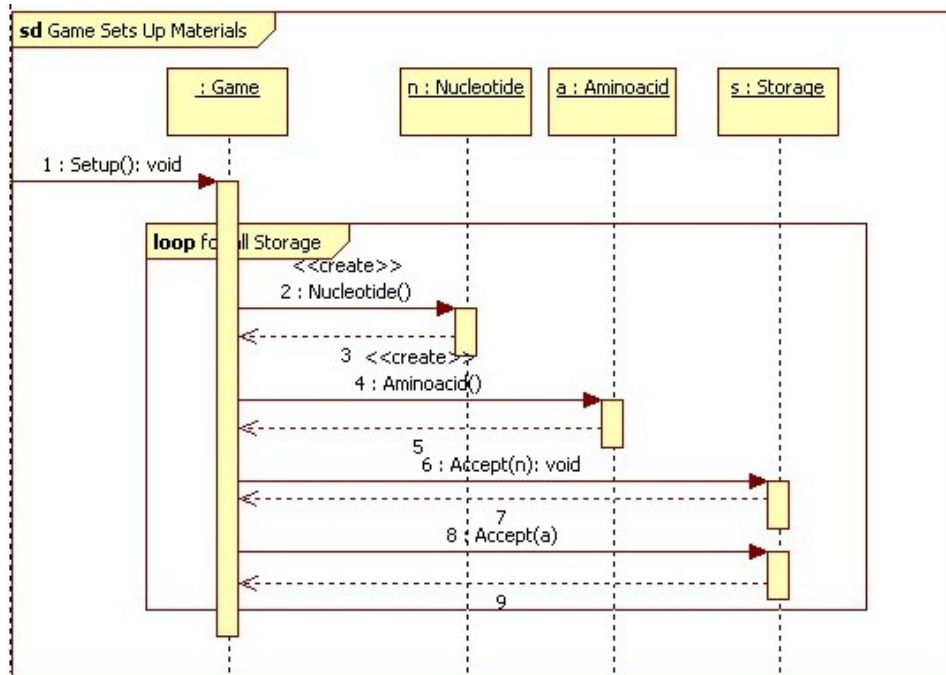 sd Game Sets Up Materials
: Game
n : Nucleotide
a : Aminoacid
s : Storage
1 : Setup(): void
loop Storage
<<create>>
2 : Nucleotide()
3 <<create>>
4 : Aminoacid()
5
6 : Accept(n): void
7
8 : Accept(a)
9